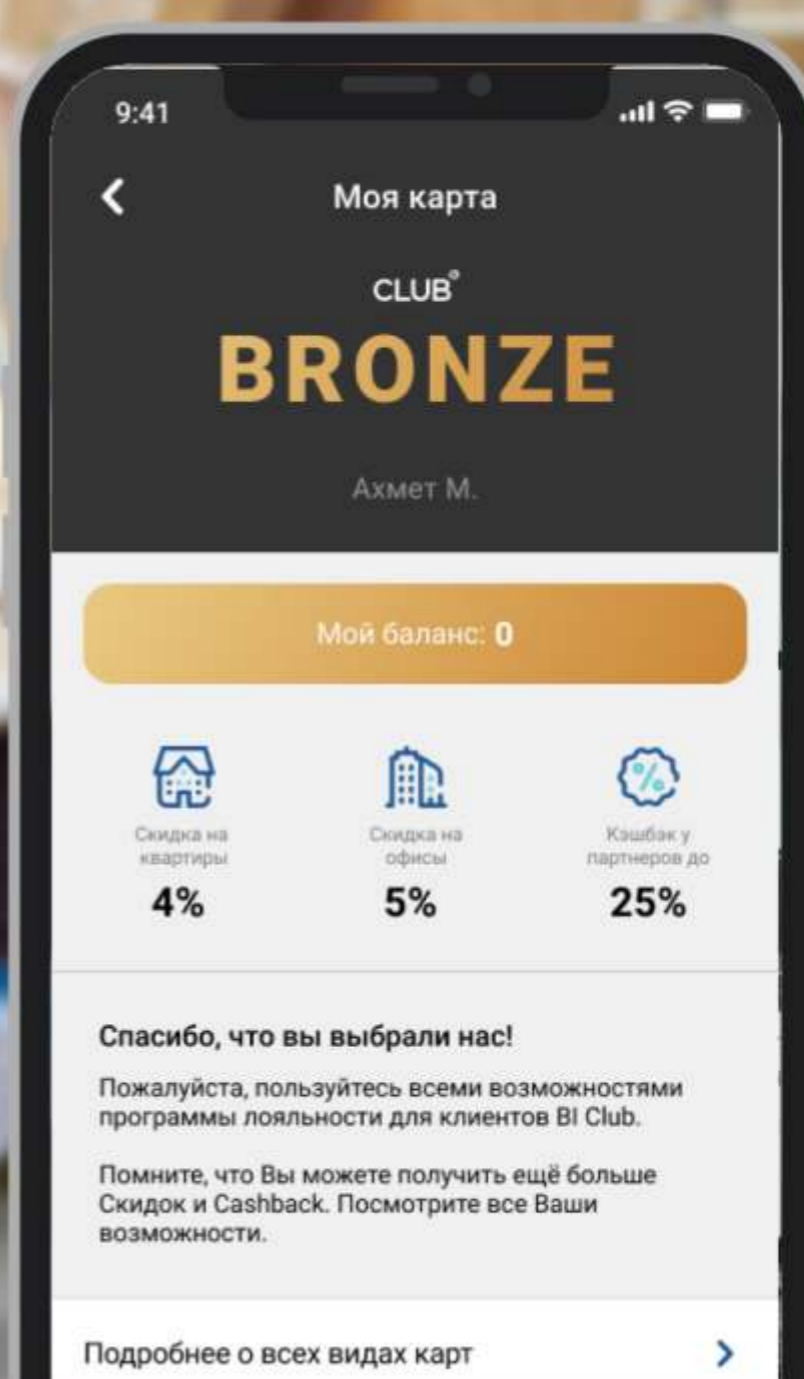 9:41
Моя карта
CLUB®
BRONZE
Ахмет М.
Мой баланс: 0
Скидка на
квартиры
4%
Скидка на
офисы
5%
Кэшбэк у
партнеров до
25%
Спасибо, что вы выбрали нас!
Пожалуйста, пользуйтесь всеми возможностями
программы лояльности для клиентов BI Club.
Помните, что Вы можете получить ещё больше
Скидок и Cashback. Посмотрите все Ваши
возможности.
Подробнее о всех видах карт